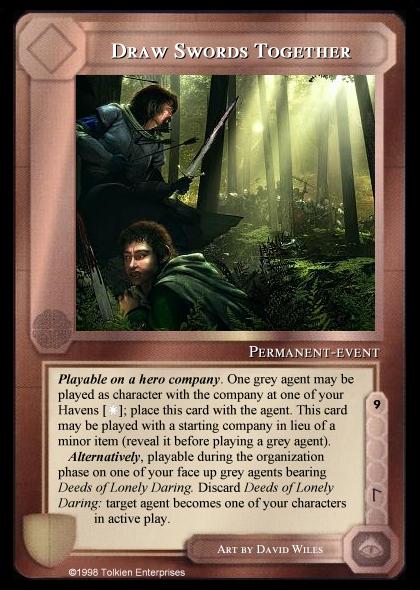 Draw Swords Together
Permanent-event
Playable on a hero company. One grey agent may be
played as character with the company at one of your
Havens [ ]; place this card with the agent. This card
may be played with a starting company in lieu of a
minor item (reveal it before playing a grey agent).
Alternatively, playable during the organization
phase on one of your face up grey agents bearing
Deeds of Lonely Daring. Discard Deeds of Lonely
Daring: target agent becomes one of your characters
in active play.
9
Art by David Wiles
©1998 Tolkien Enterprises